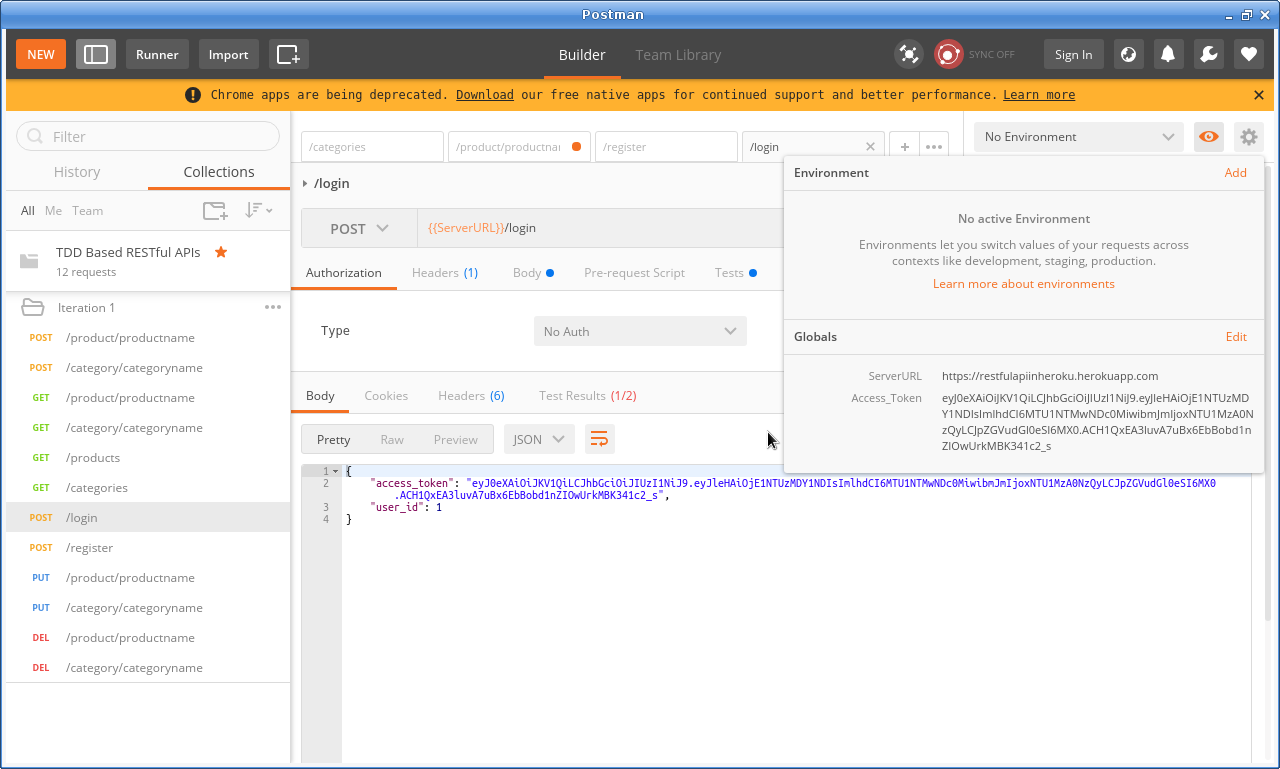 Postman
NEW
Runner
Import
Builder
Team Library
SYNC OFF
Sign In
Chrome apps are being deprecated. Download our free native apps for continued support and better performance. Learn more
Filter
History
Collections
All Me Team
TDD Based RESTful APIs
12 requests
Iteration 1
POST /product/productname
POST /category/categoryname
GET /product/productname
GET /category/categoryname
GET /products
GET /categories
POST /login
POST /register
PUT /product/productname
PUT /category/categoryname
DEL /product/productname
DEL /category/categoryname
/categories
/product/productnai
/register
/login
No Environment
/login
POST
{{ServerURL}}/login
Authorization
Headers (1)
Body
Pre-request Script
Tests
Type
No Auth
Body
Cookies
Headers (6)
Test Results (1/2)
Pretty
Raw
Preview
JSON
1 {
2 "access_token": "eyJ0eXAiOiJKV1QiLCJhbGciOiJIUzI1NiJ9.eyJleHAiOjE1NTUzMDY1NDIsImlhdCI6MTU1NTMwNDc0MiwibmJmIjoxNTU1MzA0NzQyLCJpZGVudGl0eSI6MX0
.ACH1QxEA3luvA7uBx6EbBobd1nZIOwUrkMBK341c2_s",
3 "user_id": 1
4 }
Environment
Add
No active Environment
Environments let you switch values of your requests across
contexts like development, staging, production.
Learn more about environments
Globals
Edit
ServerURL https://restfulapiinheroku.herokuapp.com
Access_Token eyJ0eXAiOiJKV1QiLCJhbGciOiJIUzI1NiJ9.eyJleHAiOjE1NTUzMD
Y1NDIsImlhdCI6MTU1NTMwNDc0MiwibmJmIjoxNTU1MzA0N
zQyLCJpZGVudGl0eSI6MX0.ACH1QxEA3luvA7uBx6EbBobd1n
ZIOwUrkMBK341c2_s